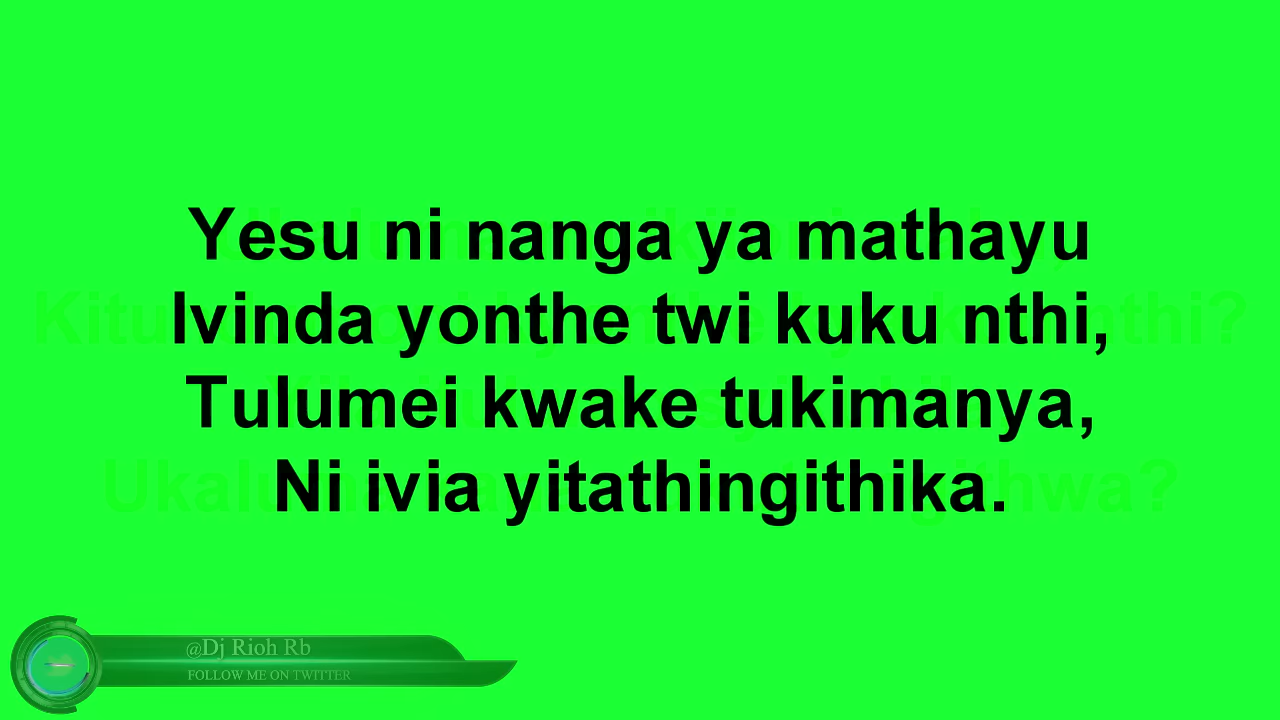 Yesu ni nanga ya mathayu
Ivinda yonthe twi kuku nthi,
Tulumei kwake tukimanya,
Ni ivia yitathingithika.
@Dj Rioh Rb
FOLLOW ME ON TWITTER